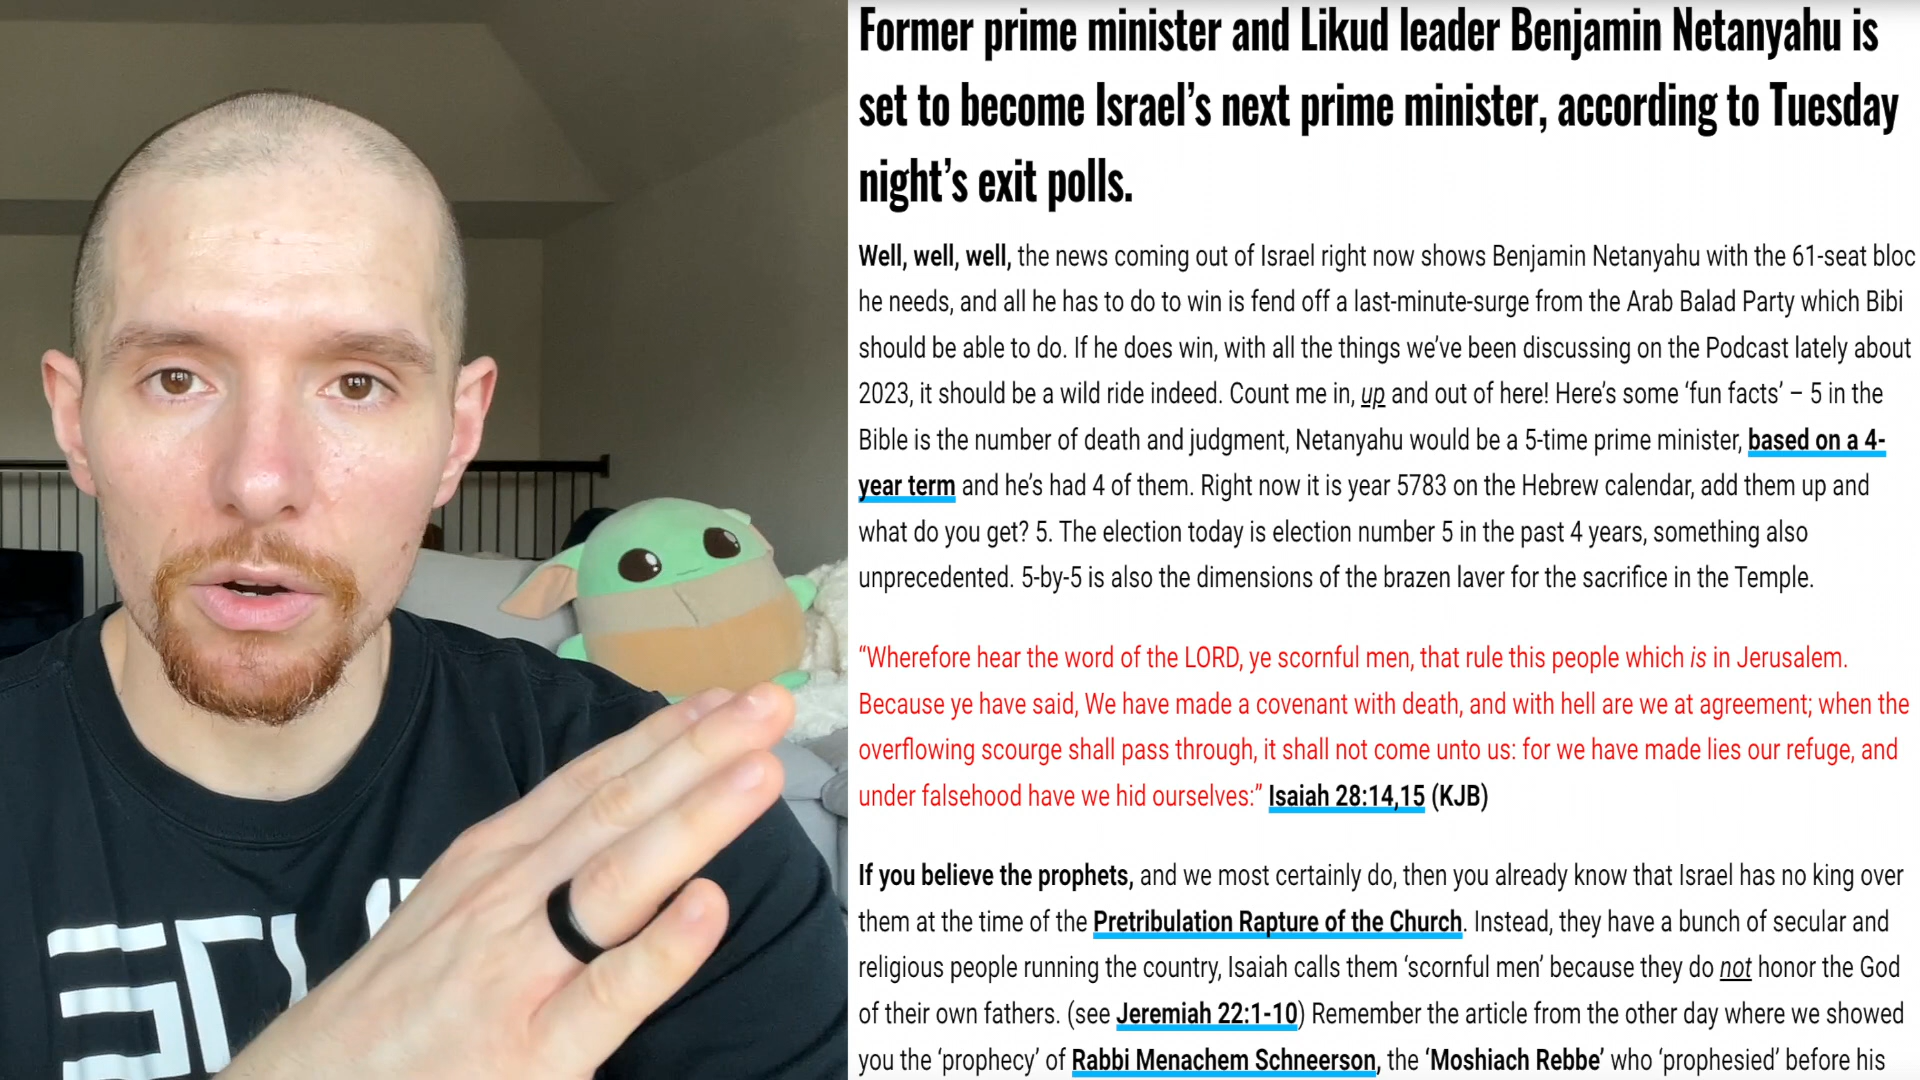 Former prime minister and Likud leader Benjamin Netanyahu is
set to become Israel’s next prime minister, according to Tuesday
night’s exit polls.
Well, well, well, the news coming out of Israel right now shows Benjamin Netanyahu with the 61-seat bloc
he needs, and all he has to do to win is fend off a last-minute-surge from the Arab Balad Party which Bibi
should be able to do. If he does win, with all the things we’ve been discussing on the Podcast lately about
2023, it should be a wild ride indeed. Count me in, up and out of here! Here’s some ‘fun facts’ – 5 in the
Bible is the number of death and judgment, Netanyahu would be a 5-time prime minister, based on a 4-
year term and he’s had 4 of them. Right now it is year 5783 on the Hebrew calendar, add them up and
what do you get? 5. The election today is election number 5 in the past 4 years, something also
unprecedented. 5-by-5 is also the dimensions of the brazen laver for the sacrifice in the Temple.
“Wherefore hear the word of the LORD, ye scornful men, that rule this people which is in Jerusalem.
Because ye have said, We have made a covenant with death, and with hell are we at agreement; when the
overflowing scourge shall pass through, it shall not come unto us: for we have made lies our refuge, and
under falsehood have we hid ourselves:” Isaiah 28:14,15 (KJB)
If you believe the prophets, and we most certainly do, then you already know that Israel has no king over
them at the time of the Pretribulation Rapture of the Church. Instead, they have a bunch of secular and
religious people running the country, Isaiah calls them ‘scornful men’ because they do not honor the God
of their own fathers. (see Jeremiah 22:1-10) Remember the article from the other day where we showed
you the ‘prophecy’ of Rabbi Menachem Schneerson, the ‘Moshiach Rebbe’ who ‘prophesied’ before his